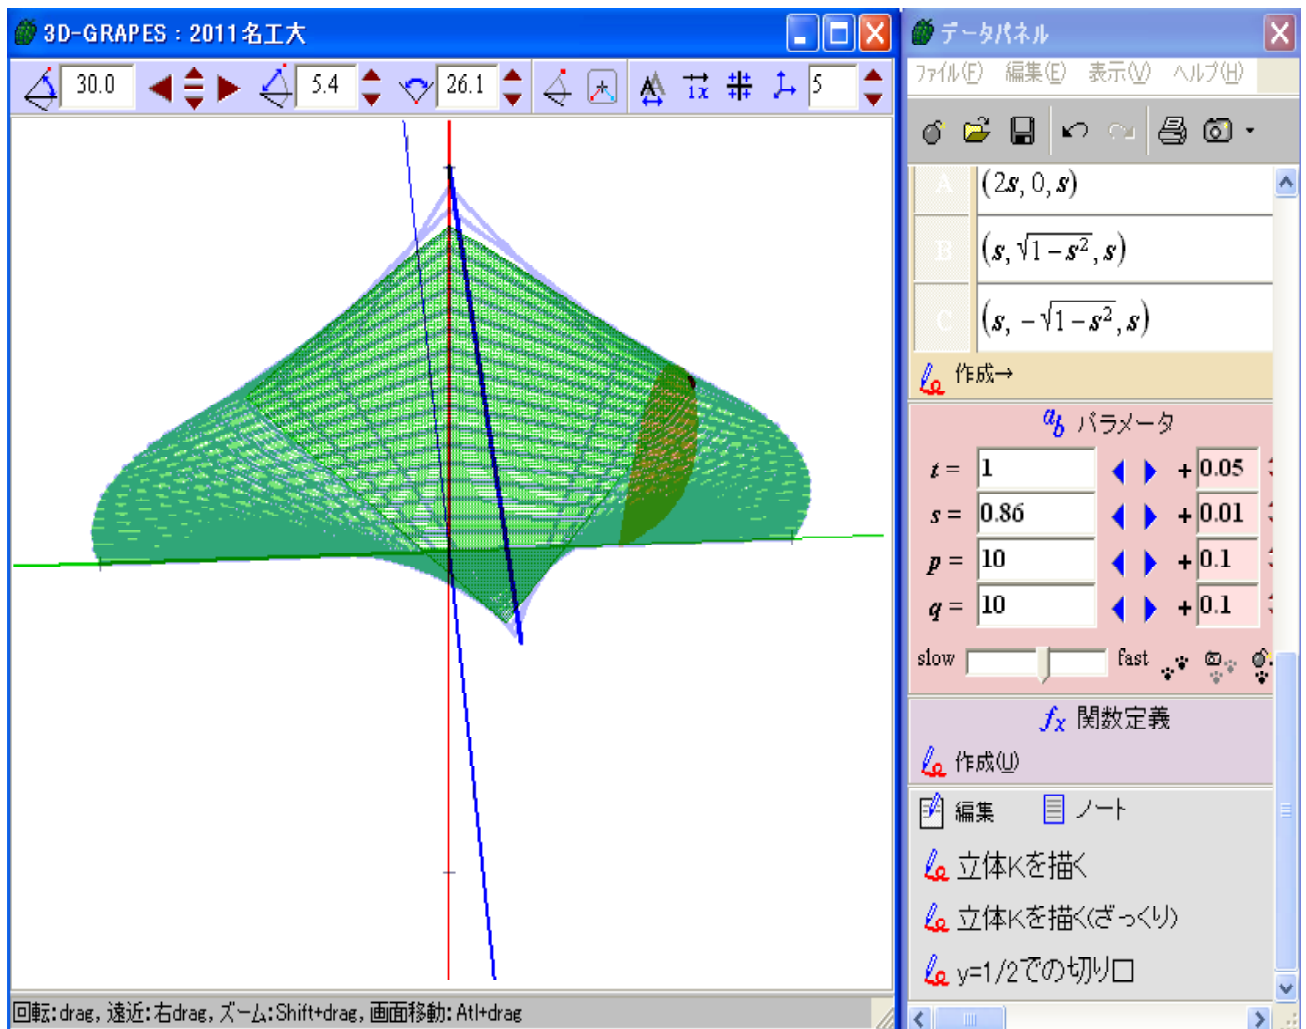 3D-GRAPES : 2011名工大
30.0
5.4
26.1
1x
5
回転:drag, 遠近:右drag, ズーム:Shift+drag, 画面移動: Atl+drag
データパネル
ファイル(F) 編集(E) 表示(V) ヘルプ(H)
A (2s, 0, s)
B (s, √1-s², s)
C (s, -√1-s², s)
作成→
ab パラメータ
t = 1 + 0.05
s = 0.86 + 0.01
p = 10 + 0.1
q = 10 + 0.1
slow fast
fx 関数定義
作成(U)
編集 ノート
立体Kを描く
立体Kを描く(ざっくり)
y=1/2での切り口